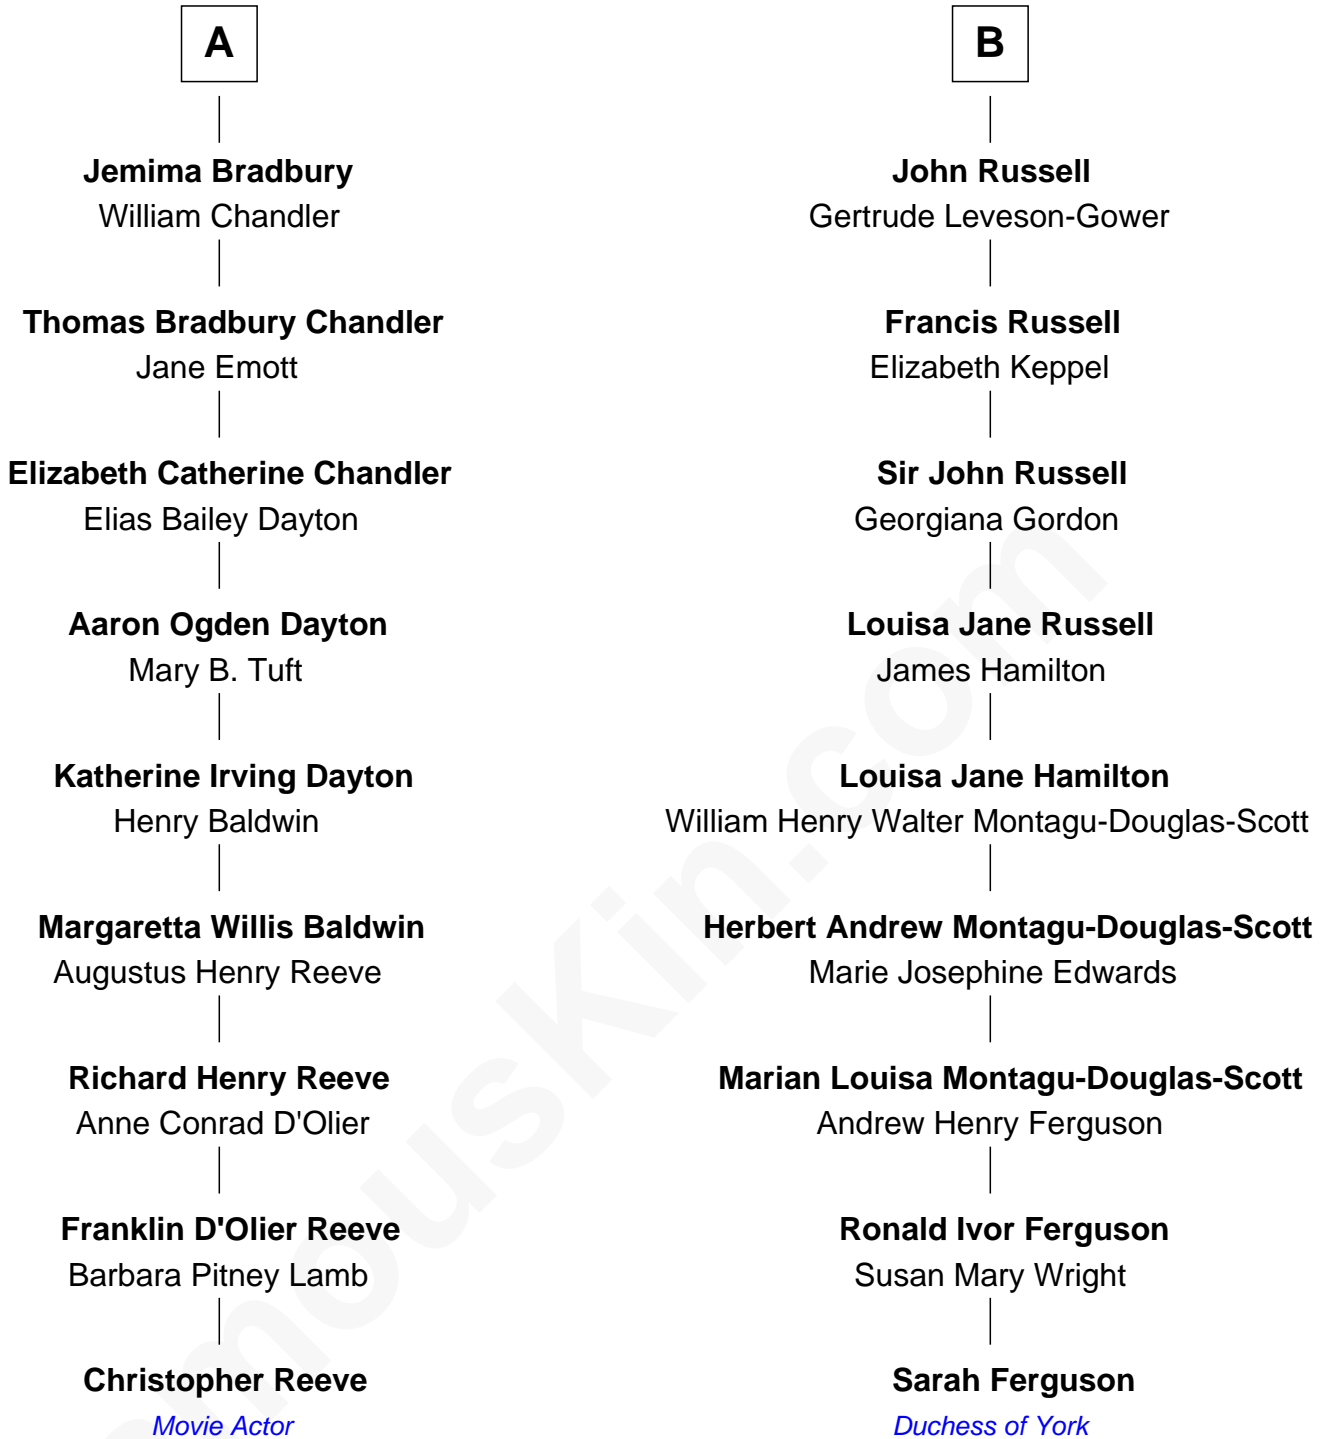 A
Jemima Bradbury
William Chandler
Thomas Bradbury Chandler
Jane Emott
Elizabeth Catherine Chandler
Elias Bailey Dayton
Aaron Ogden Dayton
Mary B. Tuft
Katherine Irving Dayton
Henry Baldwin
Margaretta Willis Baldwin
Augustus Henry Reeve
Richard Henry Reeve
Anne Conrad D'Olier
Franklin D'Olier Reeve
Barbara Pitney Lamb
Christopher Reeve
Movie Actor
B
John Russell
Gertrude Leveson-Gower
Francis Russell
Elizabeth Keppel
Sir John Russell
Georgiana Gordon
Louisa Jane Russell
James Hamilton
Louisa Jane Hamilton
William Henry Walter Montagu-Douglas-Scott
Herbert Andrew Montagu-Douglas-Scott
Marie Josephine Edwards
Marian Louisa Montagu-Douglas-Scott
Andrew Henry Ferguson
Ronald Ivor Ferguson
Susan Mary Wright
Sarah Ferguson
Duchess of York
mousKin.com